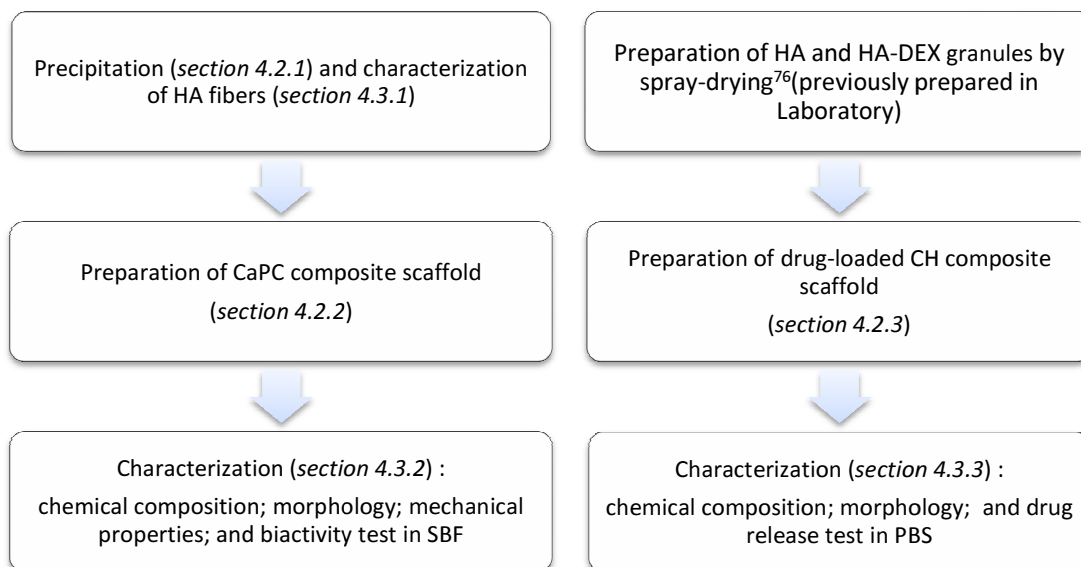 Precipitation (section 4.2.1) and characterization
of HA fibers (section 4.3.1)
Preparation of CaPC composite scaffold
(section 4.2.2)
Characterization (section 4.3.2) :
chemical composition; morphology; mechanical
properties; and biactivity test in SBF
Preparation of HA and HA-DEX granules by
spray-drying76(previously prepared in
Laboratory)
Preparation of drug-loaded CH composite
scaffold
(section 4.2.3)
Characterization (section 4.3.3) :
chemical composition; morphology; and drug
release test in PBS